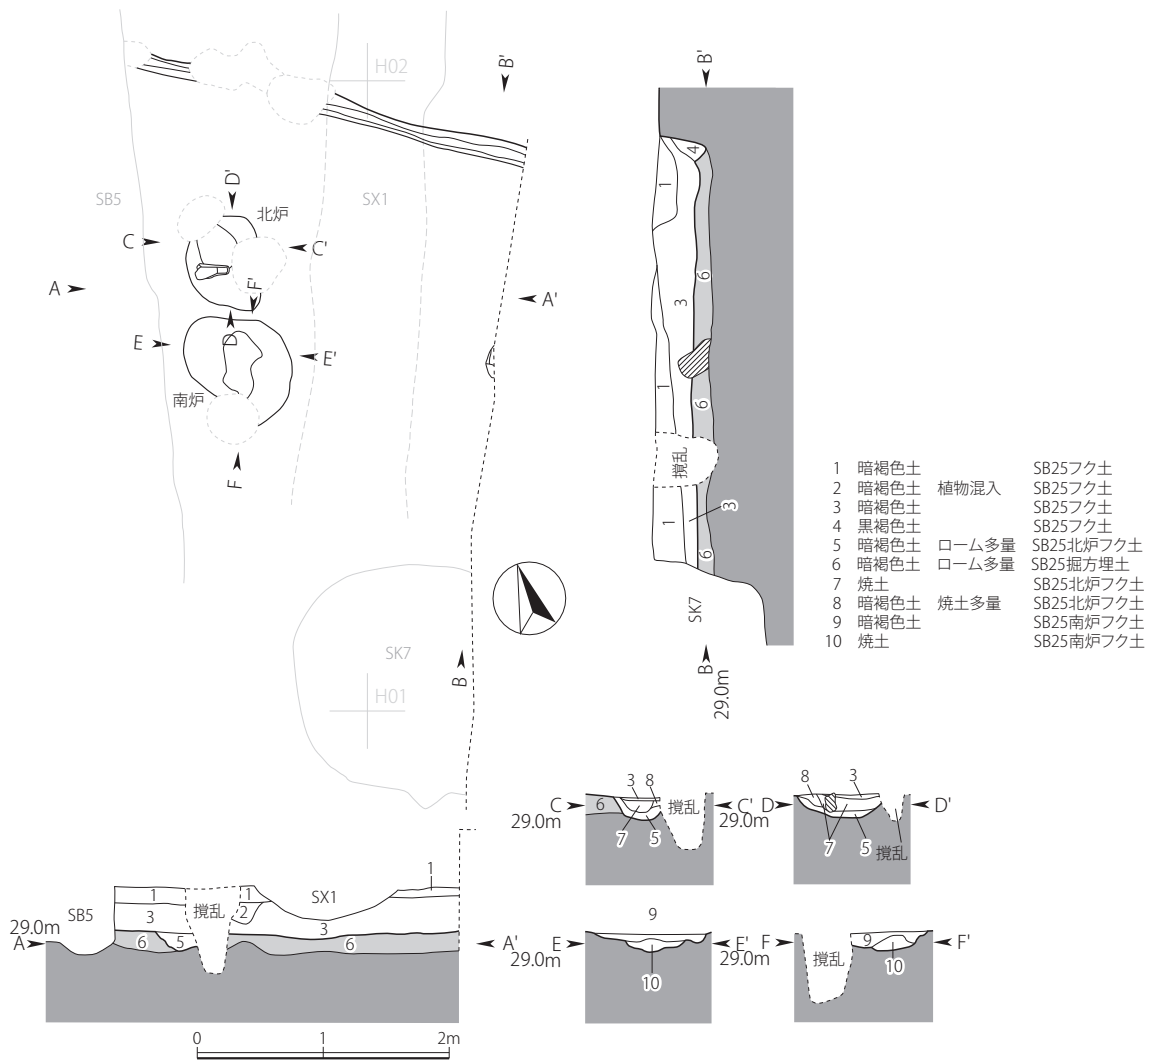 H02
B'
B'
D'
SB5
SX1
北炉
C
C'
F'
A
A'
D
E
E'
南炉
F
4
1
6
3
1
6
撹乱
3
1
6
SK7
B
29.0m
SK7
B
H01
1 暗褐色土 SB25フク土
2 暗褐色土 植物混入 SB25フク土
3 暗褐色土 SB25フク土
4 黒褐色土 SB25フク土
5 暗褐色土 ローム多量 SB25北炉フク土
6 暗褐色土 ローム多量 SB25掘方埋土
7 焼土 SB25北炉フク土
8 暗褐色土 焼土多量 SB25北炉フク土
9 暗褐色土 SB25南炉フク土
10 焼土 SB25南炉フク土
3 8
C 6 撹乱 C'
29.0m
7 5
8 3
D D'
29.0m
7 5 撹乱
1
1 撹乱 1 SX1
SB5 3 2
29.0m 3
A 6 5 6 A'
9
E E'
29.0m
10
F 9 F'
29.0m 撹乱
10
0 1 2m